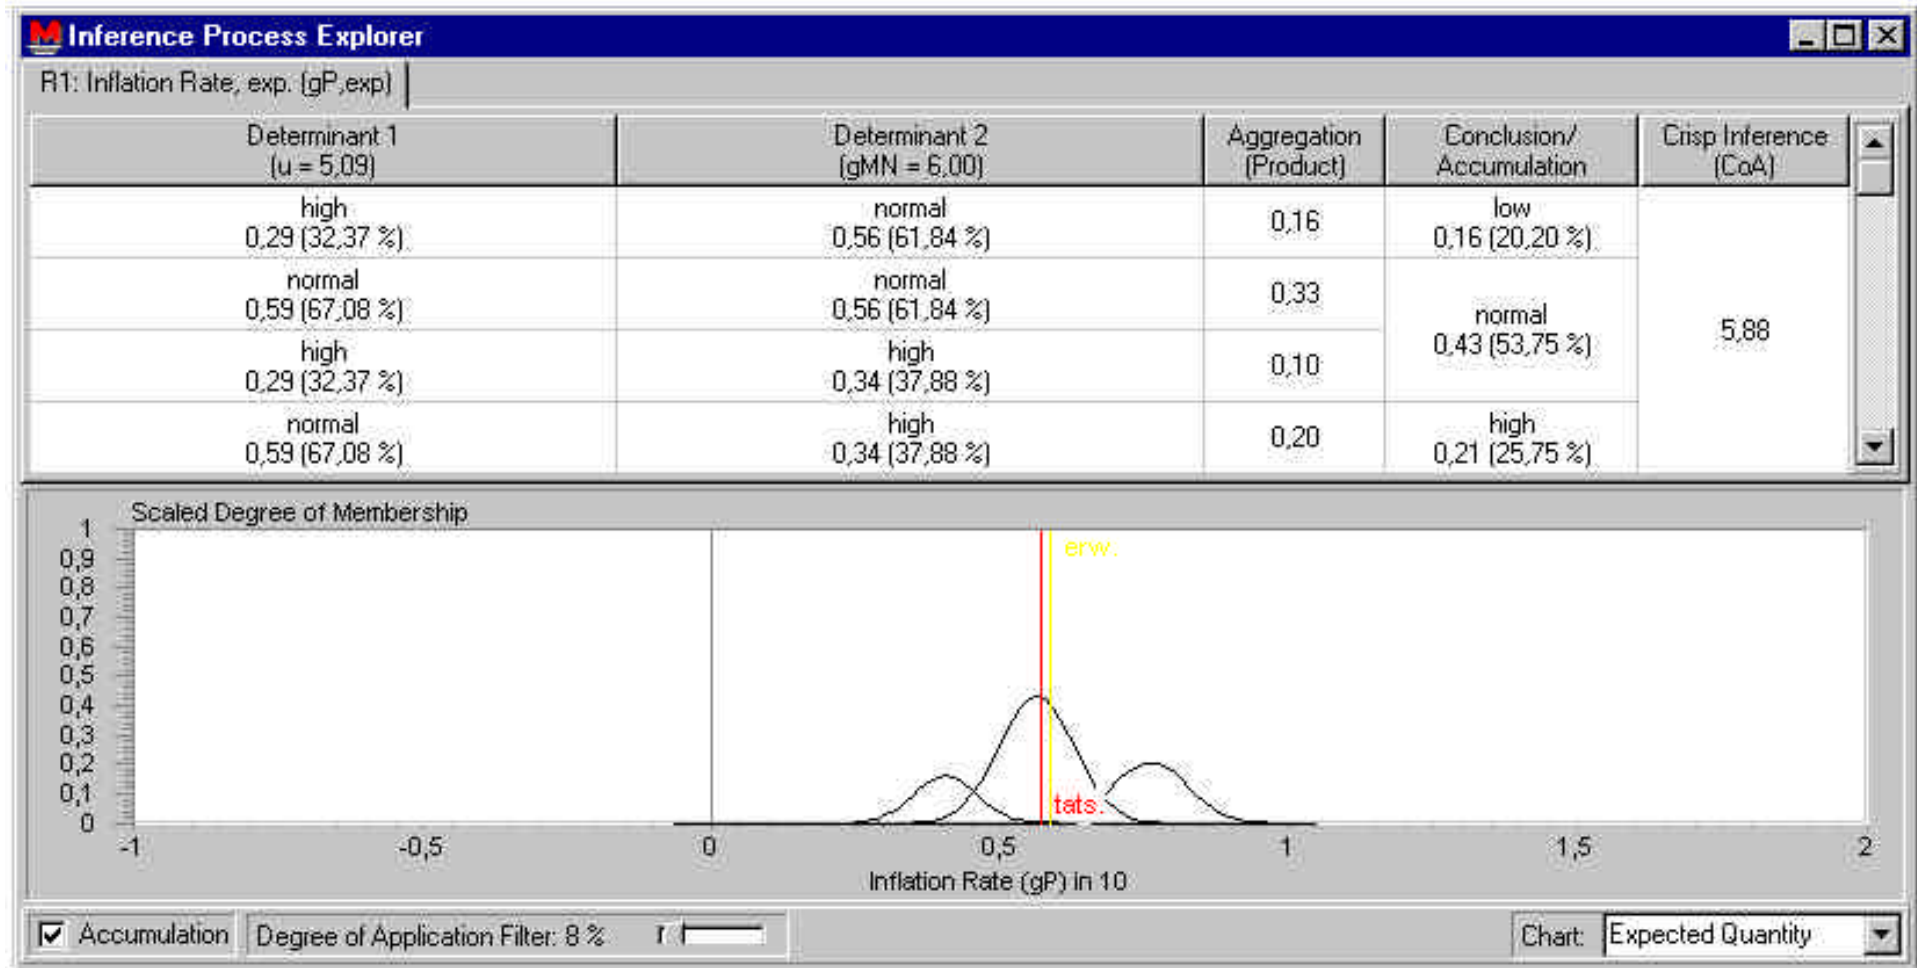 Inference Process Explorer
R1: Inflation Rate, exp. (gP,exp)
Determinant 1
(u = 5,09)
Determinant 2
(gMN = 6,00)
Aggregation
(Product)
Conclusion/
Accumulation
Crisp Inference
(CoA)
high
0,29 (32,37 %)
normal
0,56 (61,84 %)
0,16
low
0,16 (20,20 %)
normal
0,59 (67,08 %)
normal
0,56 (61,84 %)
0,33
normal
0,43 (53,75 %)
5,88
high
0,29 (32,37 %)
high
0,34 (37,88 %)
0,10
normal
0,59 (67,08 %)
high
0,34 (37,88 %)
0,20
high
0,21 (25,75 %)
Scaled Degree of Membership
1
0,9
0,8
0,7
0,6
0,5
0,4
0,3
0,2
0,1
0
erw.
tats.
-1
-0,5
0
0,5
1
1,5
2
Inflation Rate (gP) in 10
Accumulation
Degree of Application Filter: 8 %
Chart:
Expected Quantity